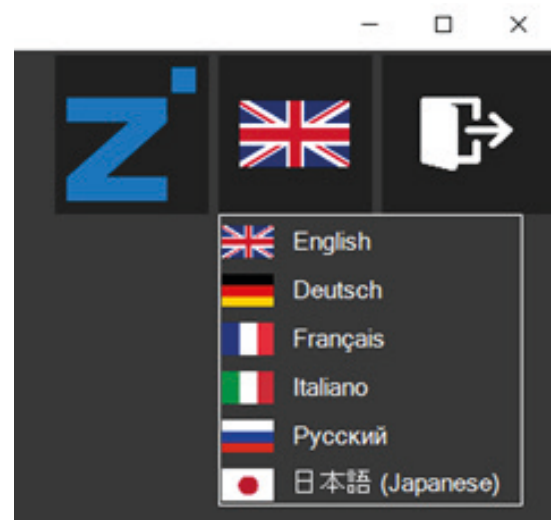 Z
English
Deutsch
Français
Italiano
Русский
日本語 (Japanese)